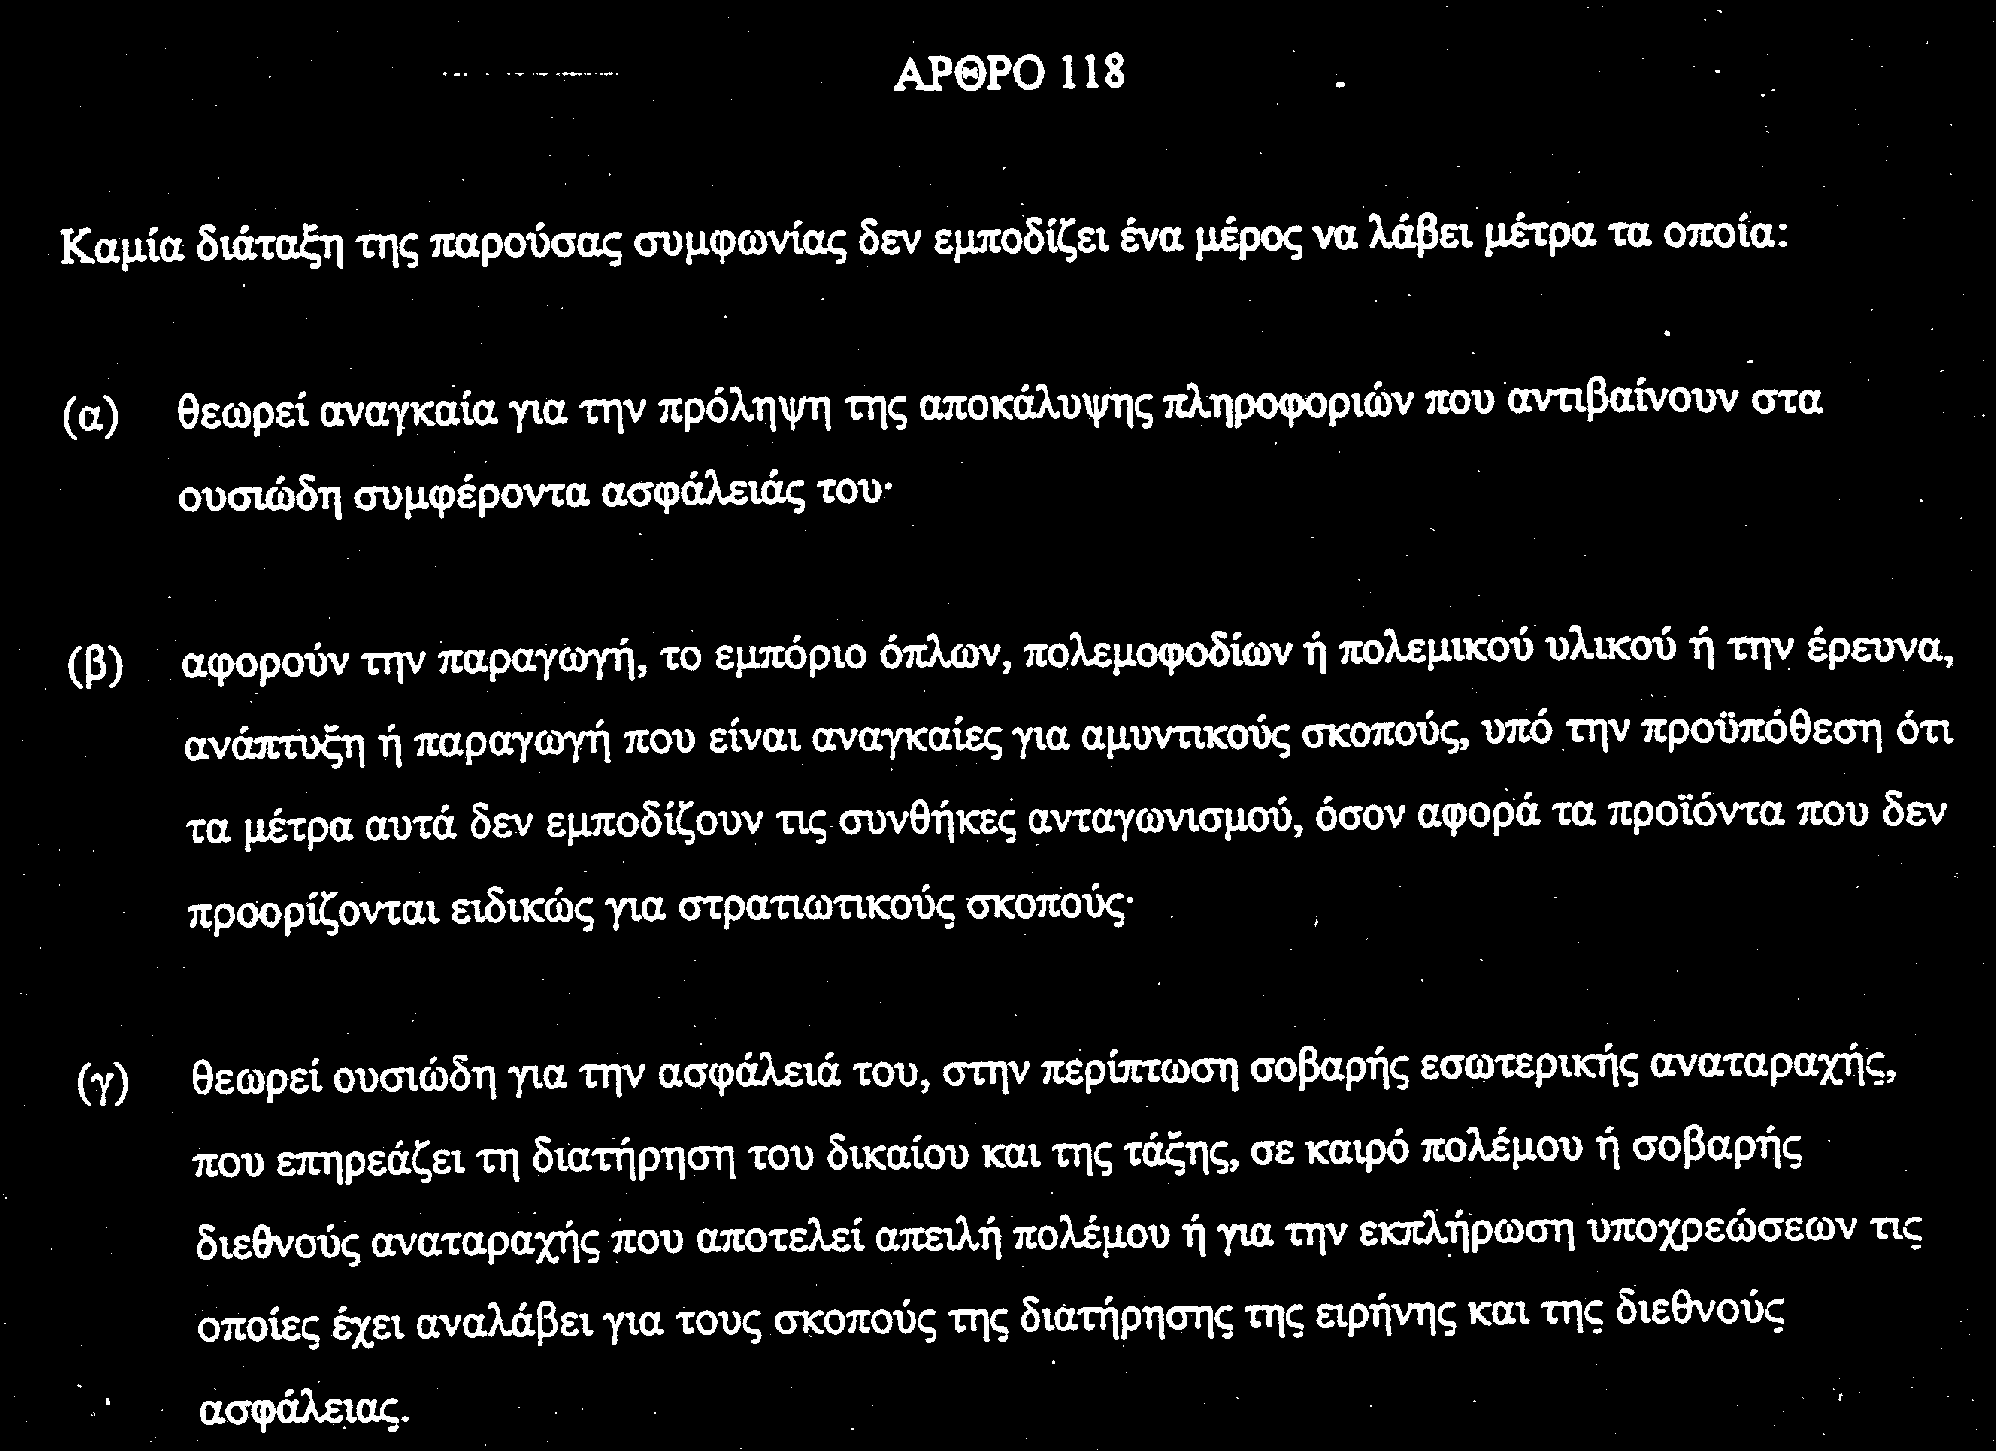 ΑΡΘΡΟ 118
Καμία διάταξη της παρούσας συμφωνίας δεν εμποδίζει ένα μέρος να λάβει μέτρα τα οποία:
(α) θεωρεί αναγκαία για την πρόληψη της αποκάλυψης πληροφοριών που αντιβαίνουν στα
ουσιώδη συμφέροντα ασφάλειάς του·
(β) αφορούν την παραγωγή, το εμπόριο όπλων, πολεμοφοδίων ή πολεμικού υλικού ή την έρευνα,
ανάπτυξη ή παραγωγή που είναι αναγκαίες για αμυντικούς σκοπούς, υπό την προϋπόθεση ότι
τα μέτρα αυτά δεν εμποδίζουν τις συνθήκες ανταγωνισμού, όσον αφορά τα προϊόντα που δεν
προορίζονται ειδικώς για στρατιωτικούς σκοπούς·
(γ) θεωρεί ουσιώδη για την ασφάλειά του, στην περίπτωση σοβαρής εσωτερικής αναταραχής,
που επηρεάζει τη διατήρηση του δικαίου και της τάξης, σε καιρό πολέμου ή σοβαρής
διεθνούς αναταραχής που αποτελεί απειλή πολέμου ή για την εκπλήρωση υποχρεώσεων τις
οποίες έχει αναλάβει για τους σκοπούς της διατήρησης της ειρήνης και της διεθνούς
ασφάλειας.